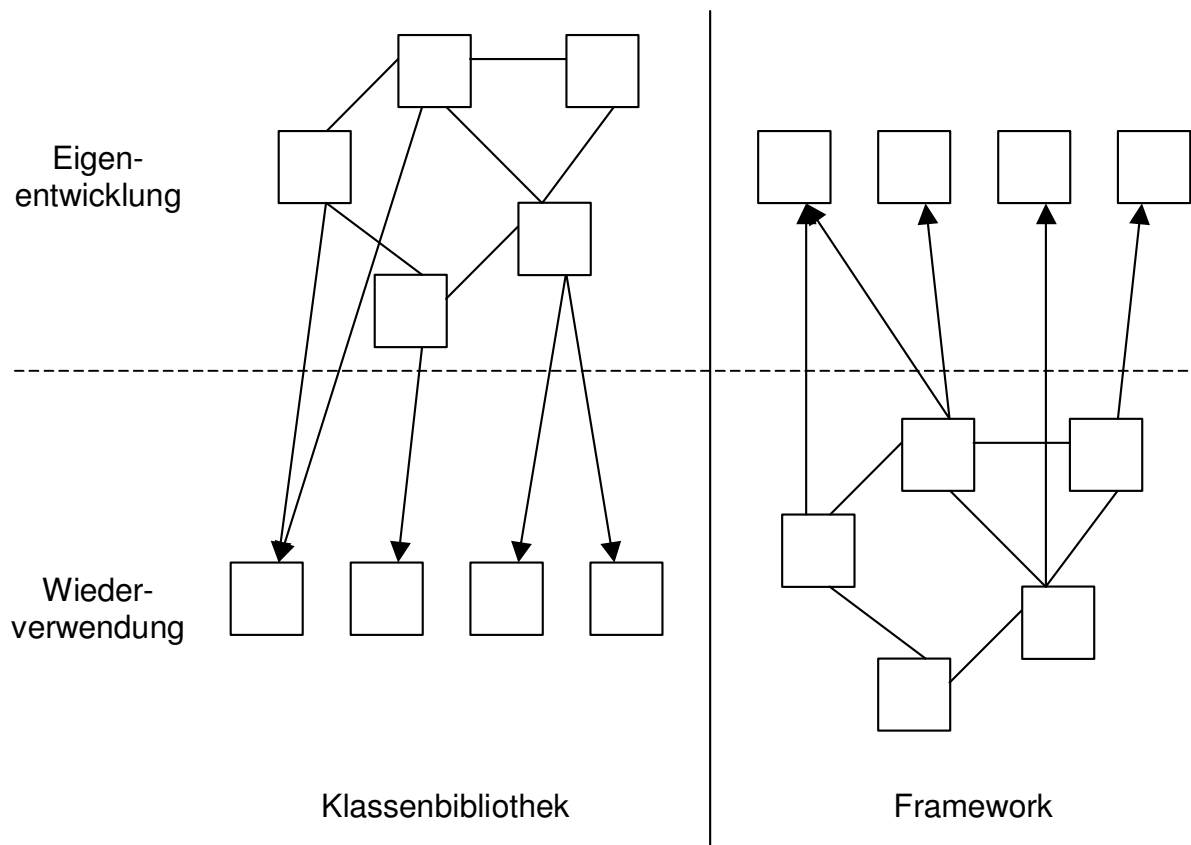 Eigen-
entwicklung
Wieder-
verwendung
Klassenbibliothek
Framework